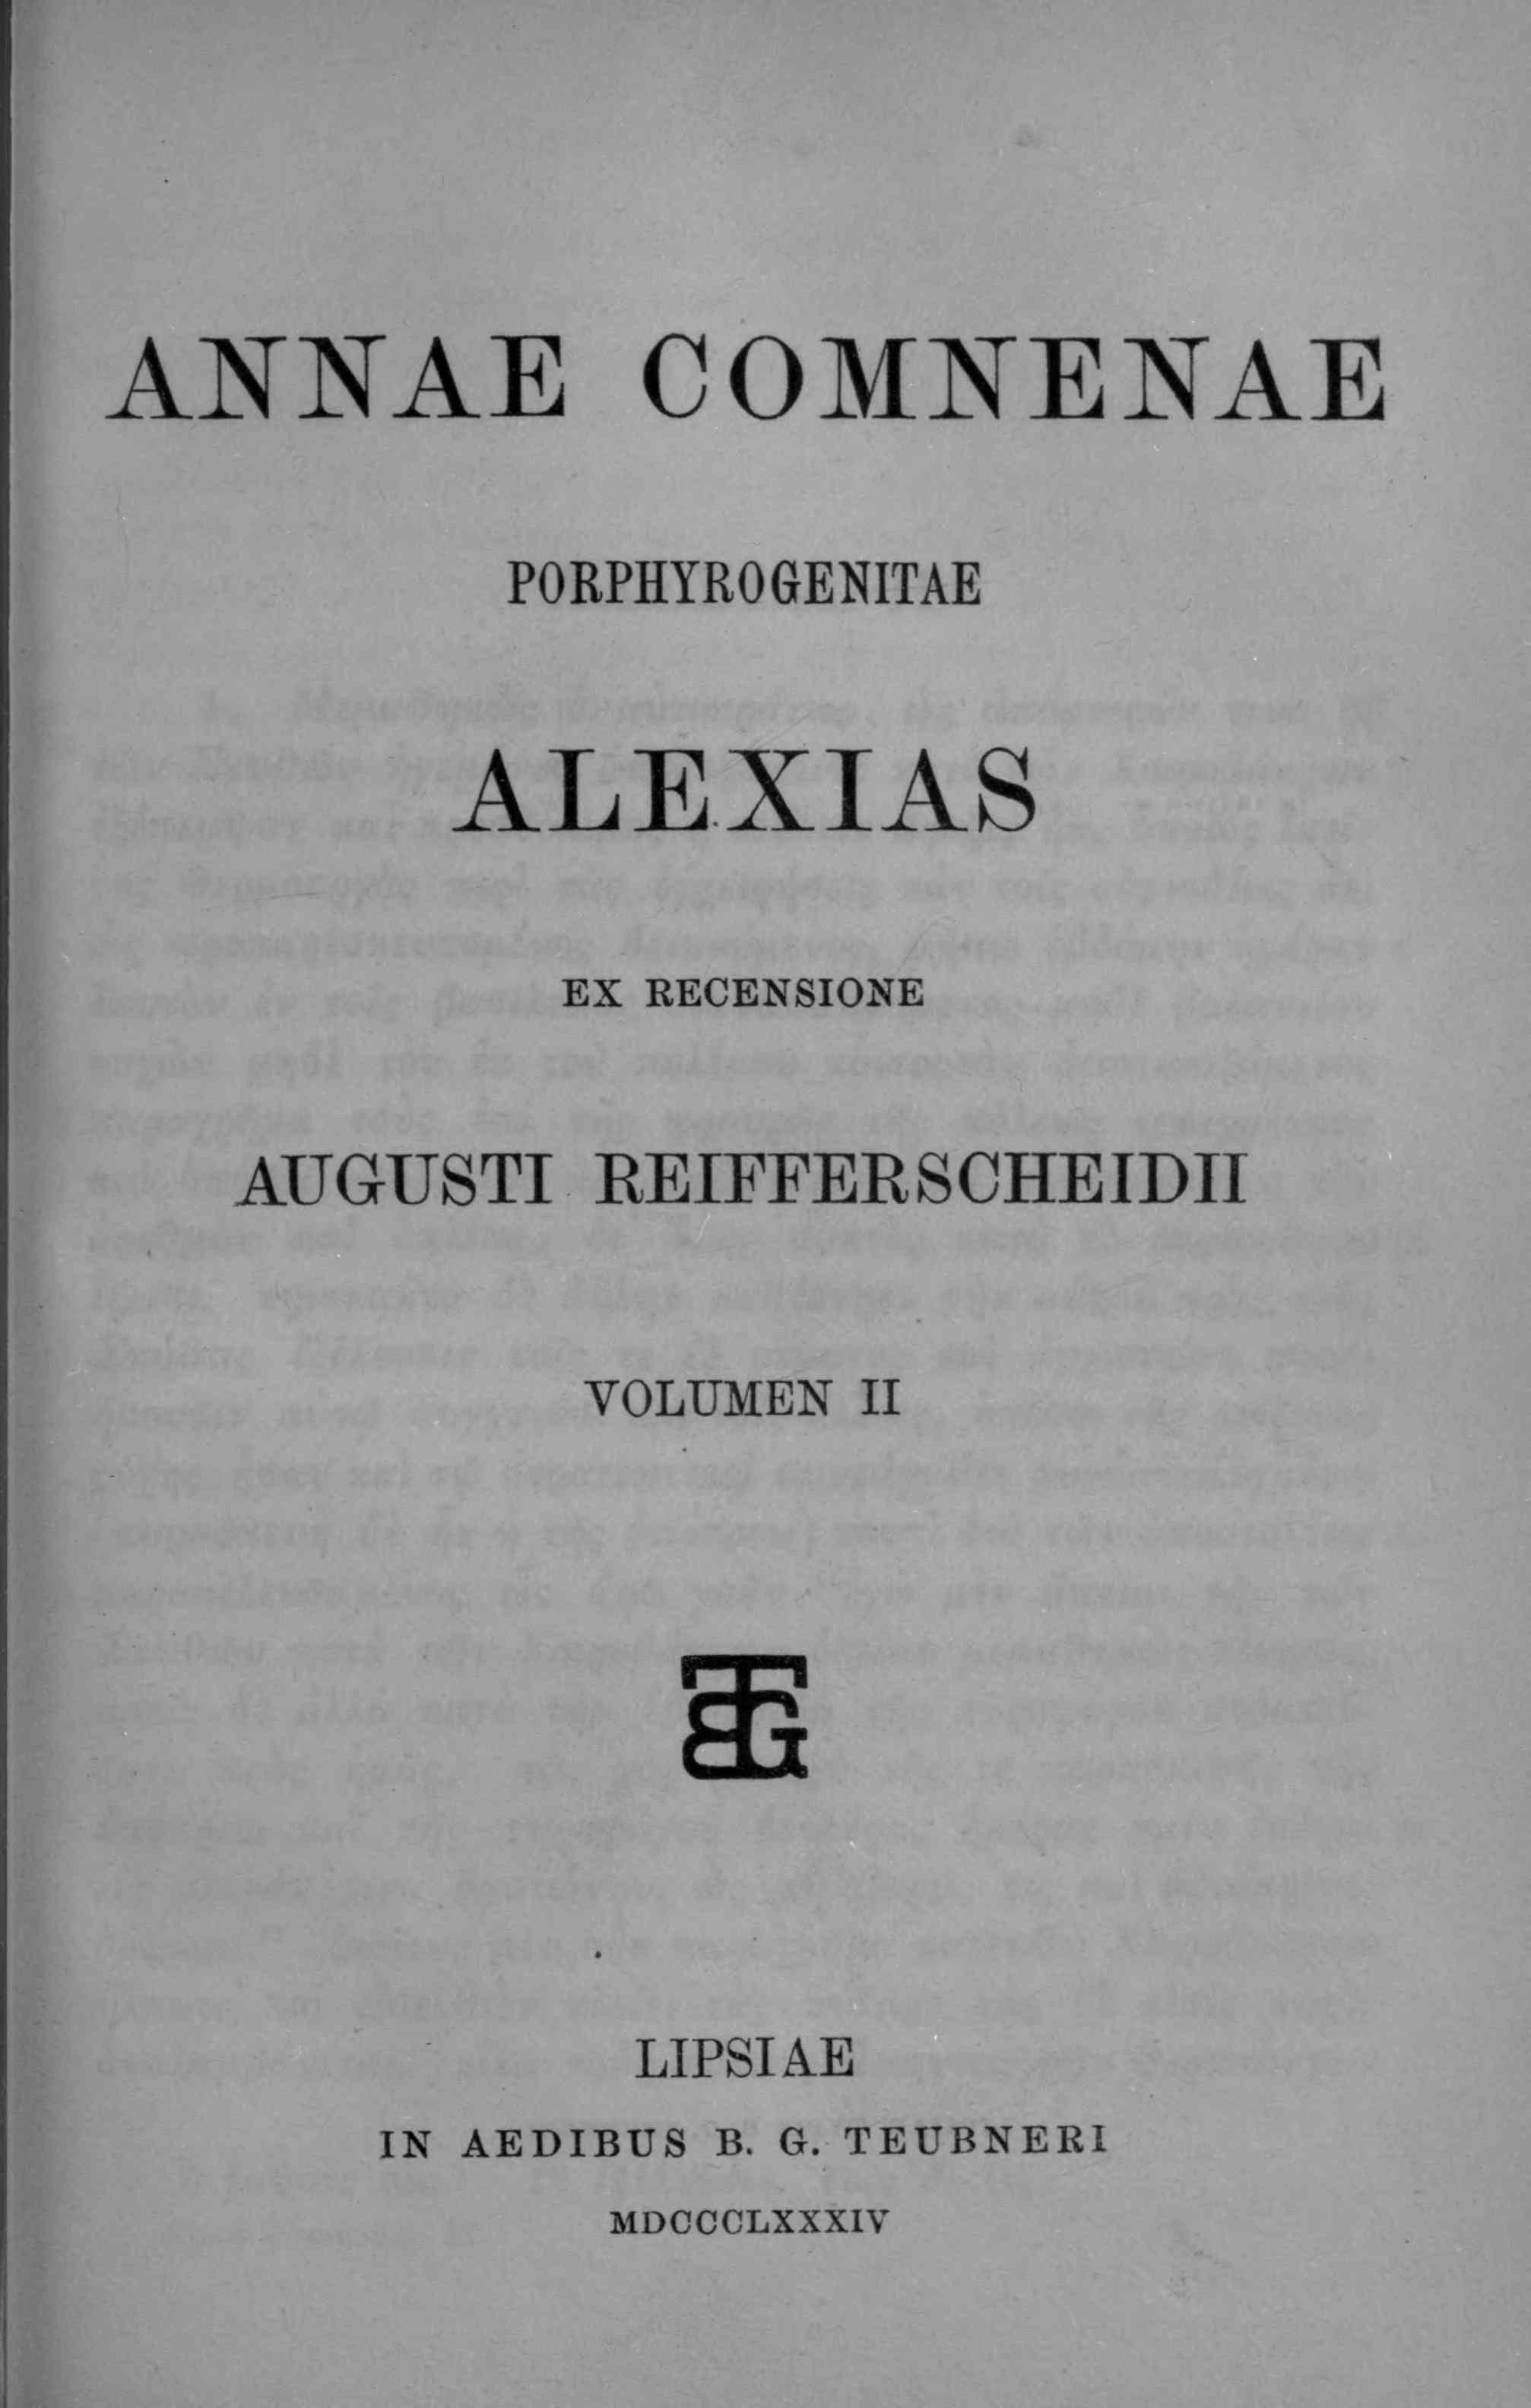 ANNAE COMNENAE
PORPHYROGENITAE
ALEXIAS
EX RECENSIONE
AUGUSTI REIFFERSCHEIDII
VOLUMEN II
BTG
LIPSIAE
IN AEDIBUS B. G. TEUBNERI
MDCCCLXXXIV